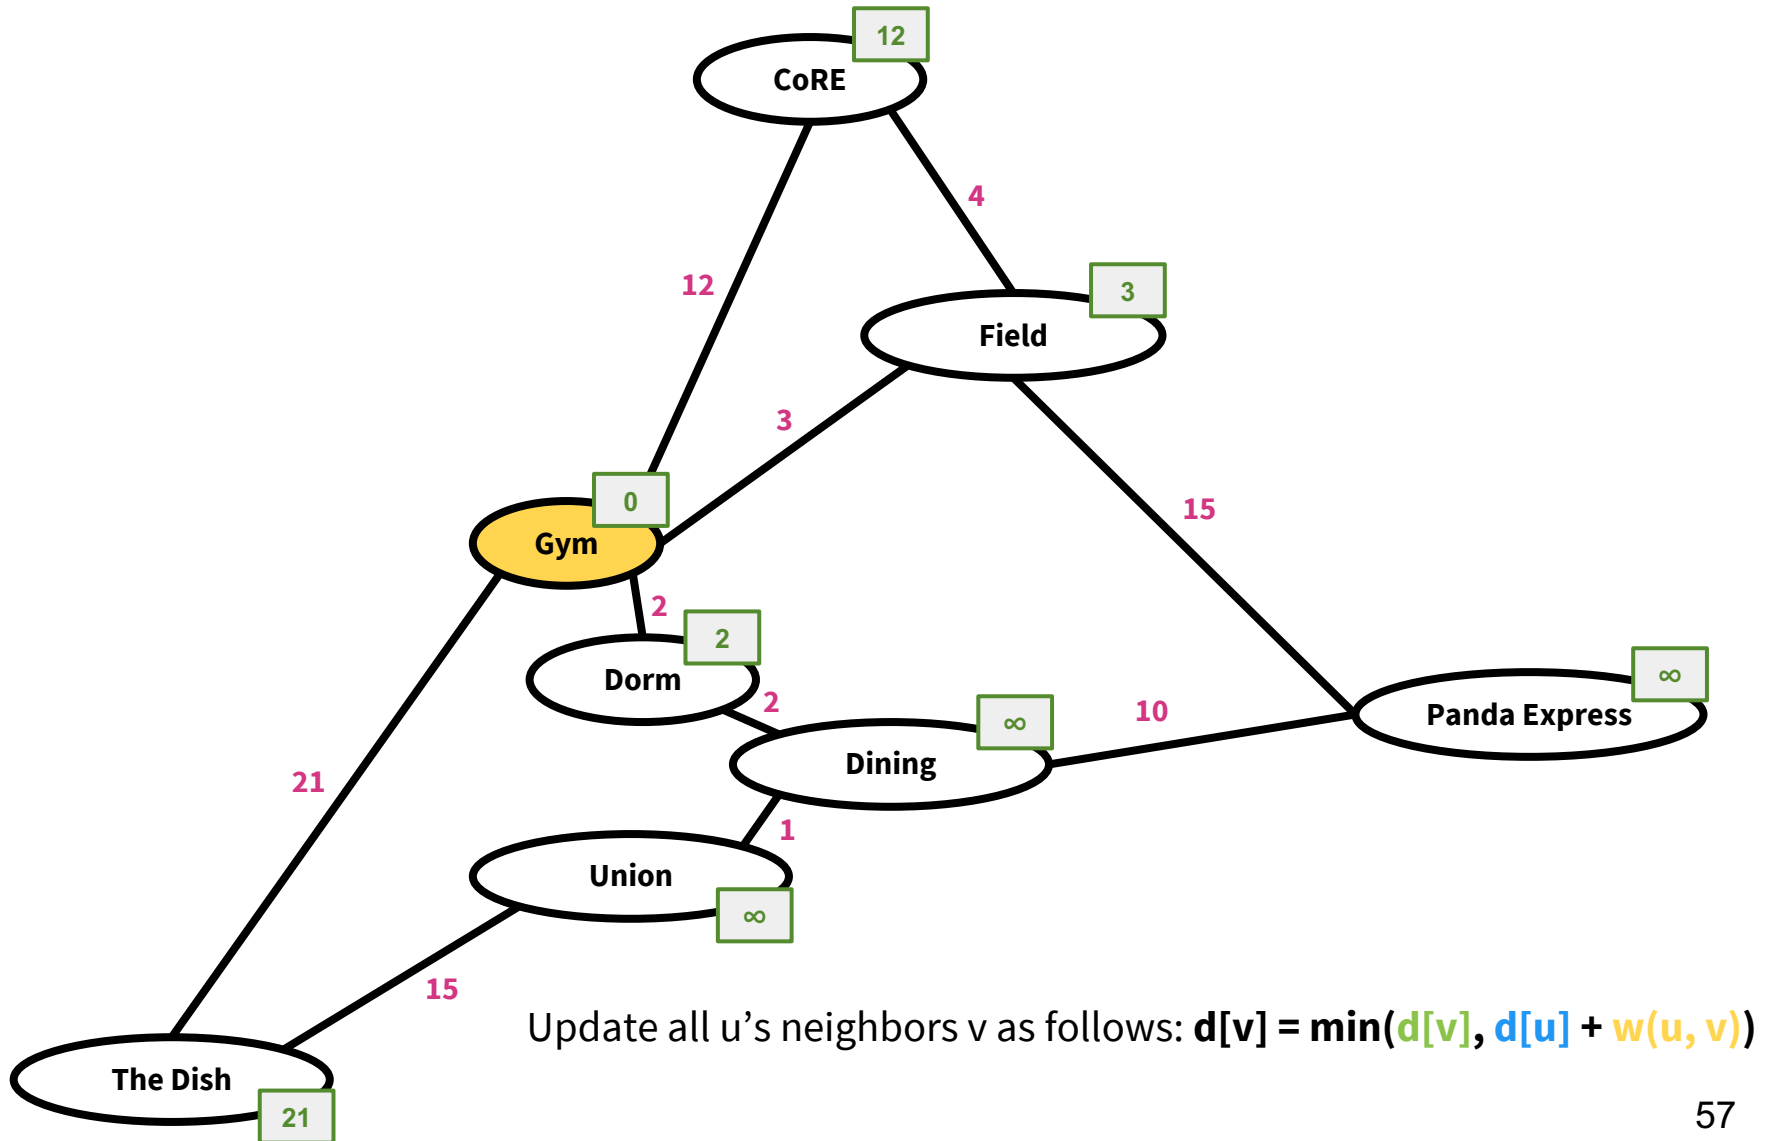 12
CoRE
4
12
3
Field
3
15
0
Gym
2
2
Dorm
2
∞
∞
10
Panda Express
Dining
21
1
Union
∞
15
Update all u's neighbors v as follows: d[v] = min(d[v], d[u] + w(u, v))
The Dish
21
57